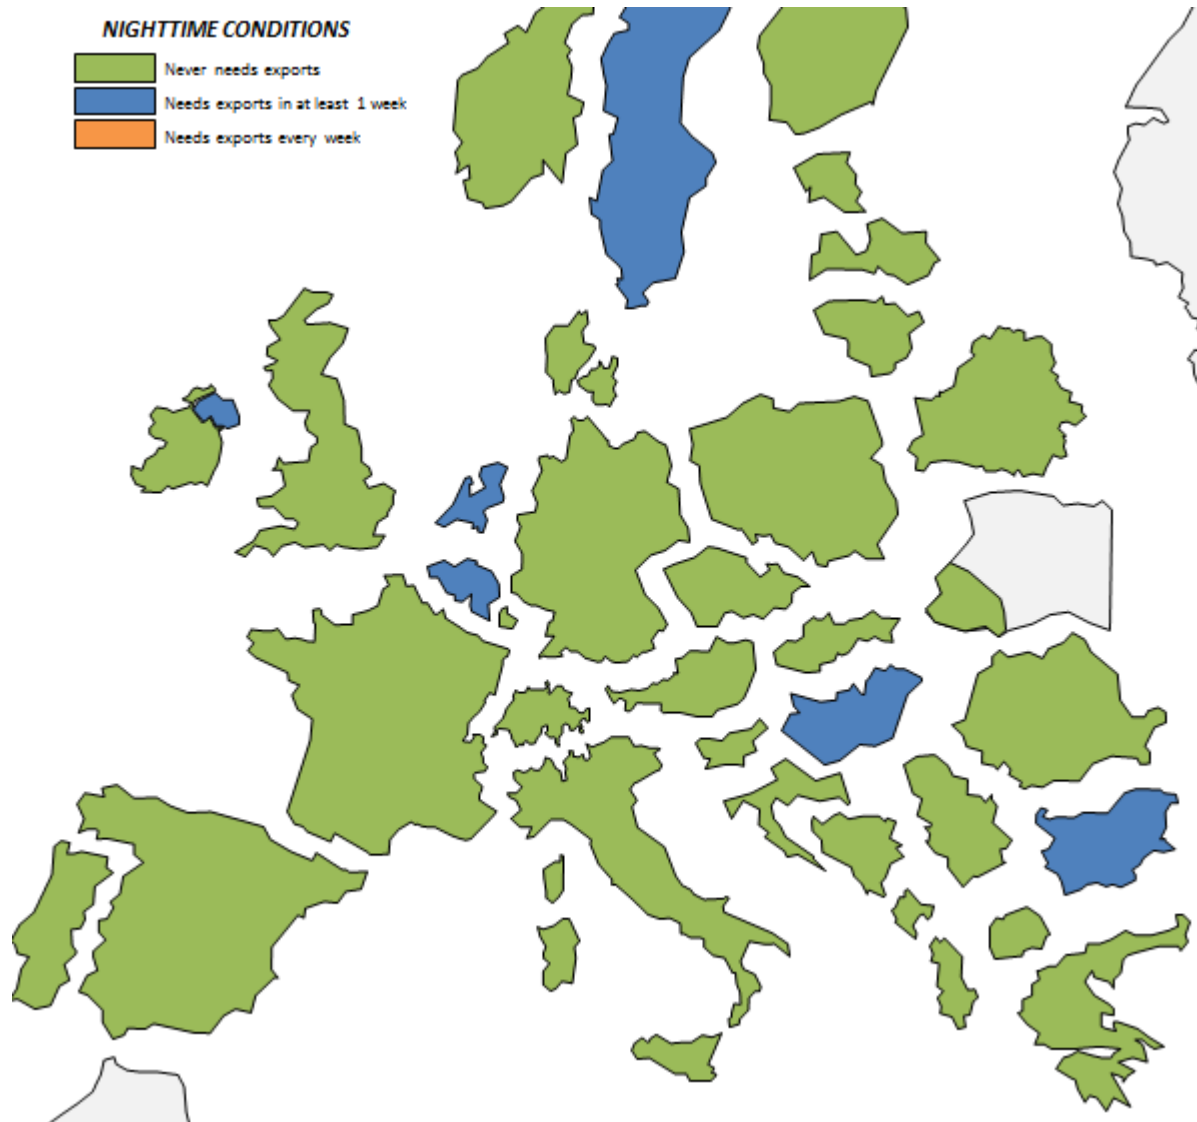 NIGHTTIME CONDITIONS
Never needs exports
Needs exports in at least 1 week
Needs exports every week